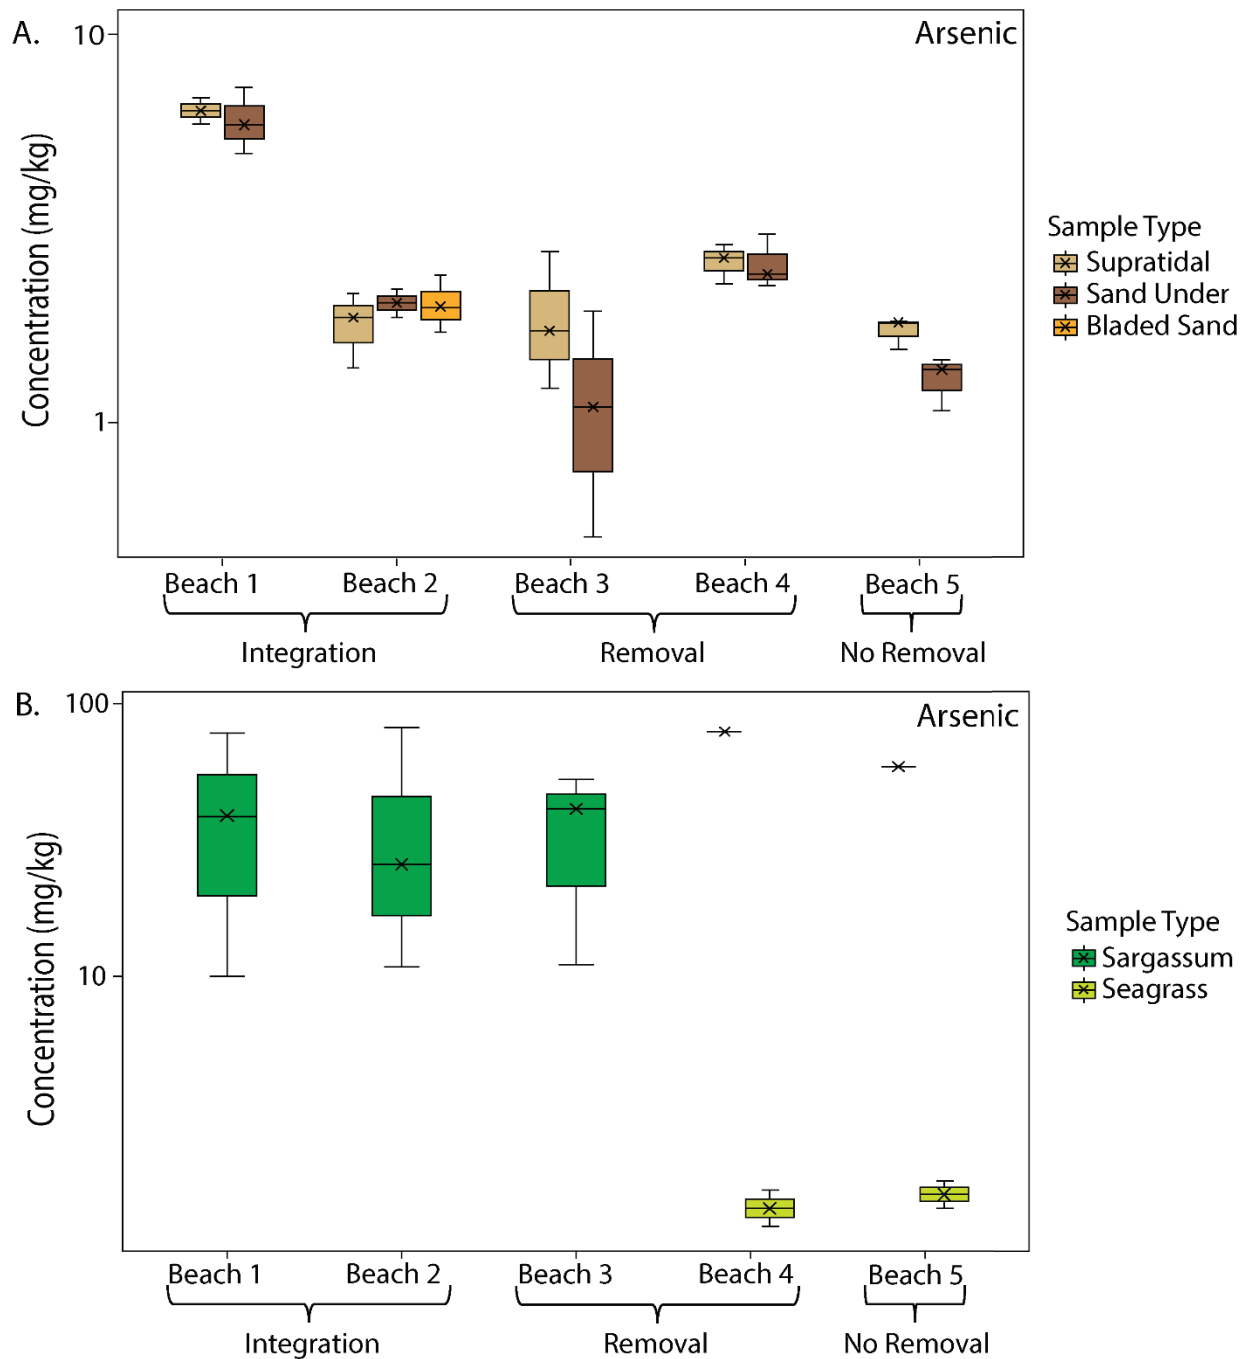 A.
Arsenic
10
1
Concentration (mg/kg)
Sample Type
Supratidal
Sand Under
Bladed Sand
Beach 1 Beach 2 Beach 3 Beach 4 Beach 5
Integration Removal No Removal
B.
Arsenic
100
10
Concentration (mg/kg)
Sample Type
Sargassum
Seagrass
Beach 1 Beach 2 Beach 3 Beach 4 Beach 5
Integration Removal No Removal